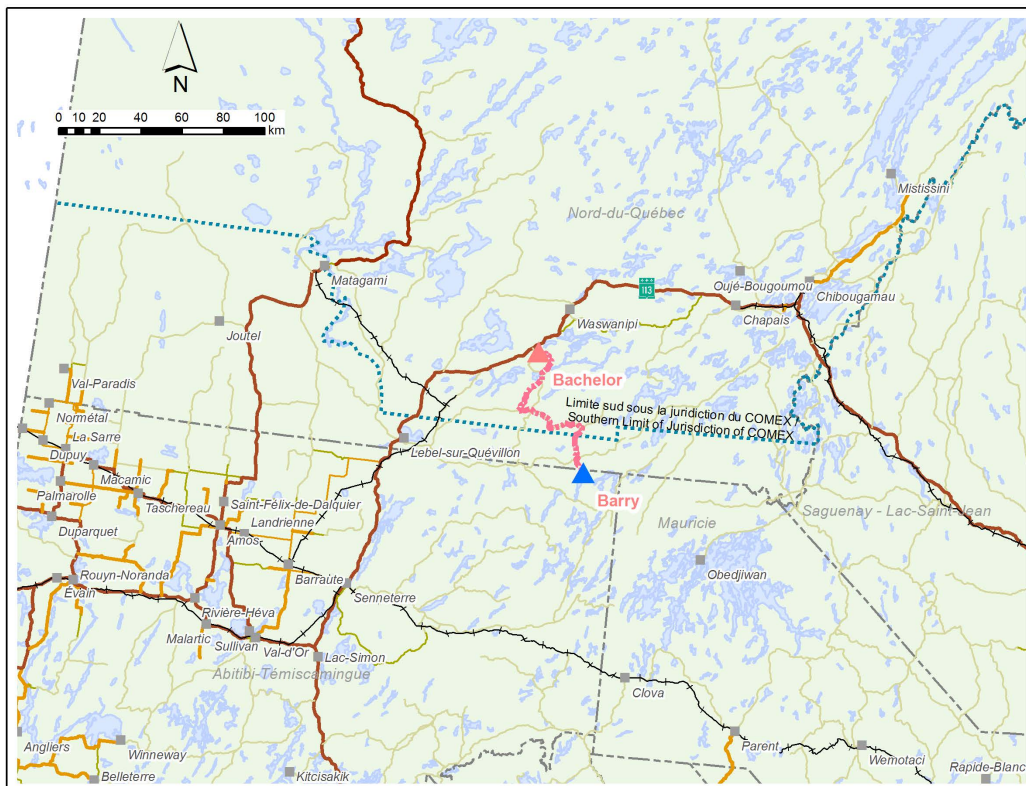 N
0 10 20 40 60 80 100
km
Mistissini
Nord-du-Québec
Matagami
Oujé-Bougoumou
113
Chibougamau
Waswanipi
Chapais
Joutel
Bachelor
Val-Paradis
Limite sud sous la juridiction du COMEX /
Southern Limit of Jurisdiction of COMEX
Normétal
La Sarre
Lebel-sur-Quévillon
Dupuy
Macamic
Palmarolle
Taschereau
Saint-Félix-de-Dalquier
Barry
Saguenay - Lac-Saint-Jean
Landrienne
Mauricie
Duparquet
Amos
Obedjiwan
Rouyn-Noranda
Barraute
Évain
Senneterre
Rivière-Héva
Malartic
Sullivan
Val-d'Or
Lac-Simon
Abitibi-Témiscamingue
Clova
Angliers
Winneway
Parent
Wemotaci
Kitcisakik
Belleterre
Rapide-Blanc